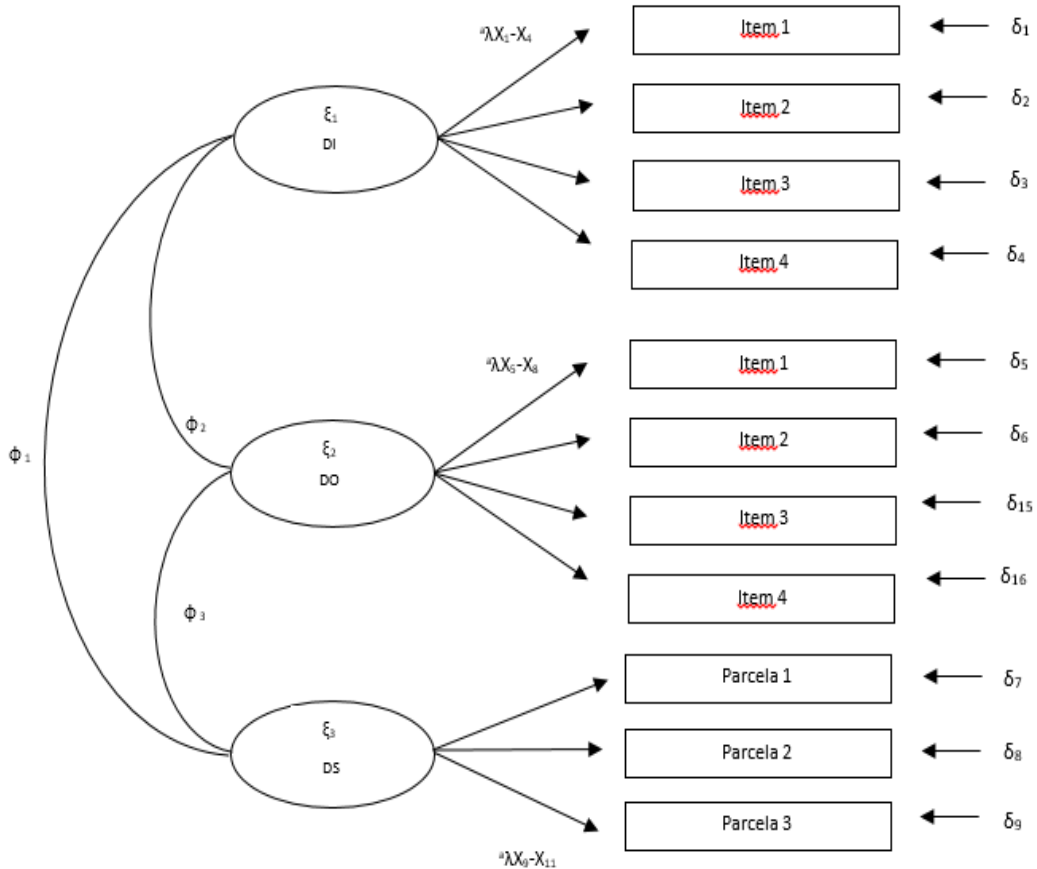 ªλX₁-X₄
Item 1
δ₁
ξ₁
DI
Item 2
δ₂
Item 3
δ₃
Item 4
δ₄
ªλX₅-X₈
Item 1
δ₅
ϕ₂
ϕ₁
ξ₂
DO
Item 2
δ₆
Item 3
δ₁₅
Item 4
δ₁₆
ϕ₃
Parcela 1
δ₇
ξ₃
DS
Parcela 2
δ₈
Parcela 3
δ₉
ªλX₉-X₁₁